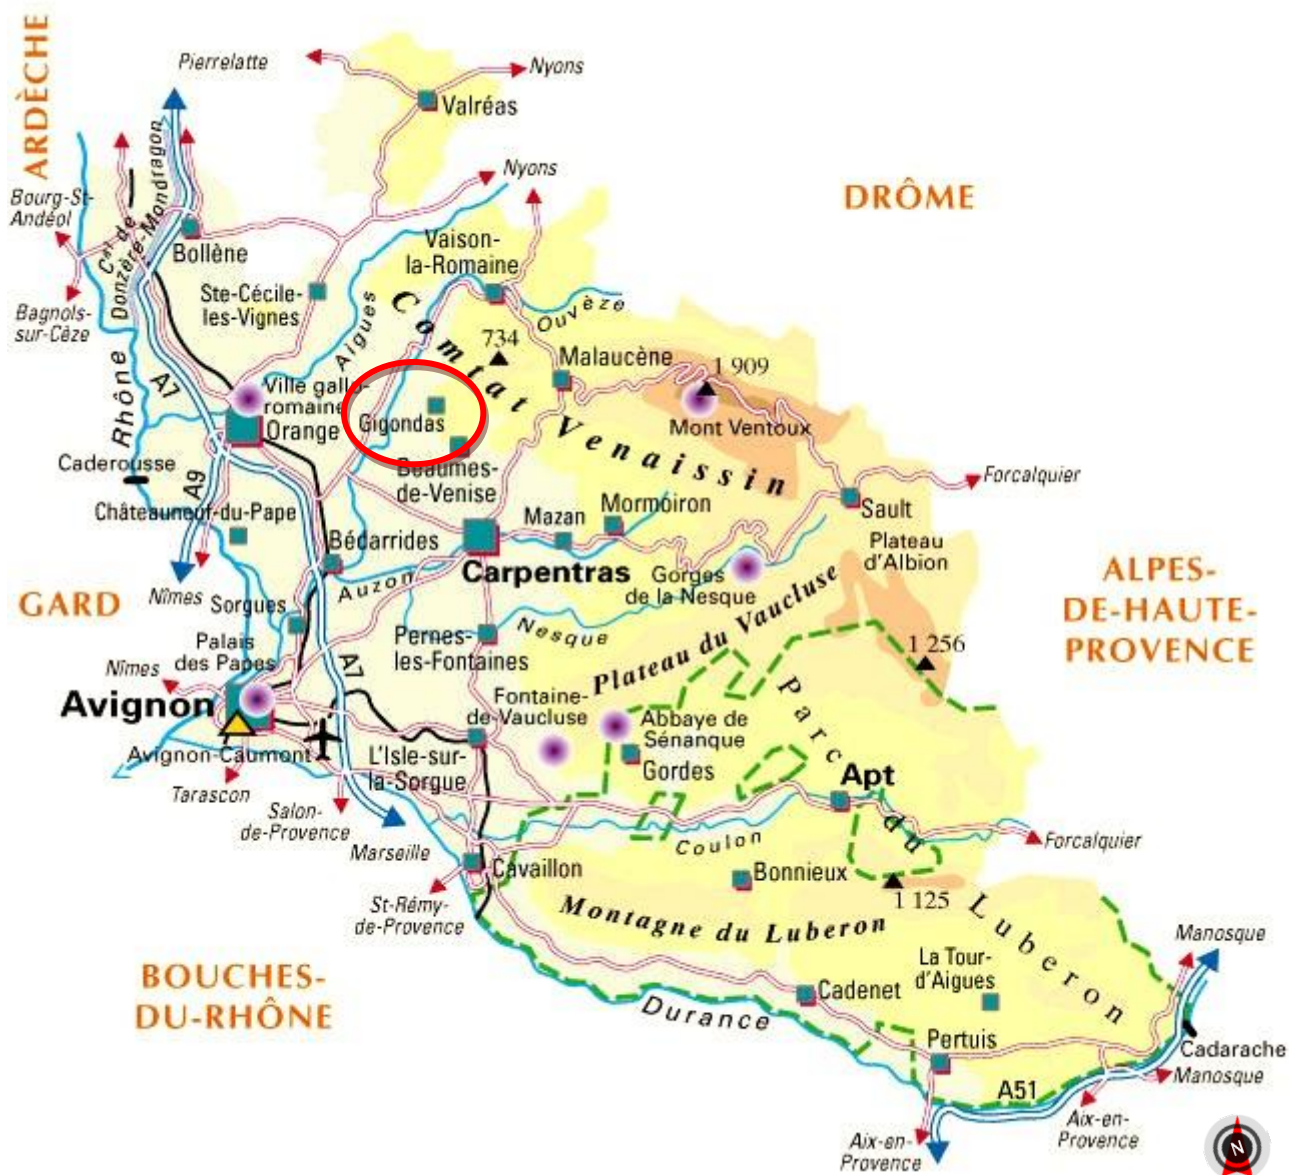 ARDÈCHE
Pierrelatte
Nyons
Valréas
Nyons
DRÔME
Bourg-St-
Andéol
Cᵃˡ de
Donzère-Mondragon
Bollène
Vaison-
la-Romaine
Ste-Cécile-
les-Vignes
Aigues
Ouvèze
Bagnols-
sur-Cèze
Comtat Venaissin
734
Malaucène
1 909
Mont Ventoux
Rhône
A7
Ville gallo-
romaine
Orange
Gigondas
Beaumes-
de-Venise
Caderousse
A9
Châteauneuf-du-Pape
Forcalquier
Sault
Mormoiron
Mazan
Bédarrides
Plateau
d'Albion
Carpentras
Auzon
Gorges
de la Nesque
ALPES-
DE-HAUTE-
PROVENCE
GARD
Nîmes
Sorgues
Nesque
Pernes-
les-Fontaines
Plateau du Vaucluse
1 256
Palais
des Papes
Nîmes
A7
Avignon
Fontaine-
de-Vaucluse
Abbaye de
Sénanque
Gordes
Parc du Luberon
Avignon-Caumont
L'Isle-sur-
la-Sorgue
Apt
Tarascon
Salon-
de-Provence
Marseille
Coulon
Forcalquier
Cavaillon
Bonnieux
1 125
St-Rémy-
de-Provence
Montagne du Luberon
Manosque
La Tour-
d'Aigues
BOUCHES-
DU-RHÔNE
Cadenet
Durance
Pertuis
Cadarache
Manosque
A51
Aix-en-
Provence
Aix-en-
Provence
N